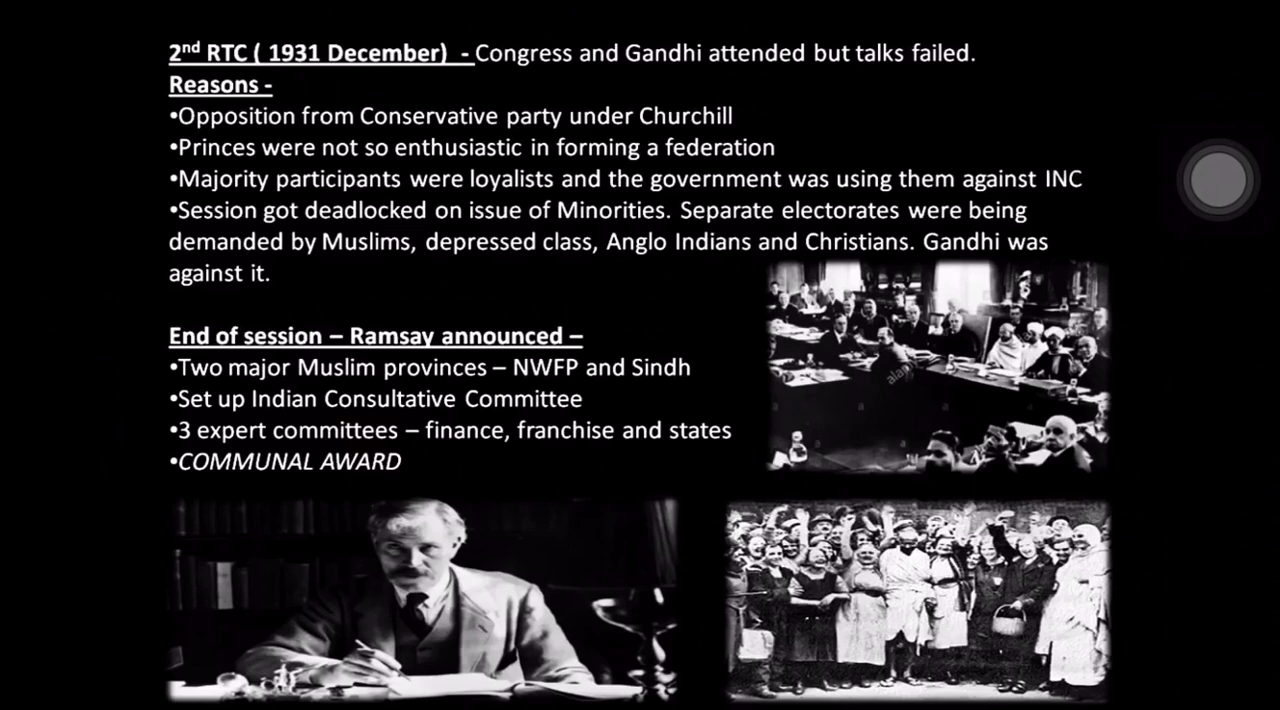 2nd RTC ( 1931 December) - Congress and Gandhi attended but talks failed.
Reasons -
•Opposition from Conservative party under Churchill
•Princes were not so enthusiastic in forming a federation
•Majority participants were loyalists and the government was using them against INC
•Session got deadlocked on issue of Minorities. Separate electorates were being
demanded by Muslims, depressed class, Anglo Indians and Christians. Gandhi was
against it.
End of session – Ramsay announced –
•Two major Muslim provinces – NWFP and Sindh
•Set up Indian Consultative Committee
•3 expert committees – finance, franchise and states
•COMMUNAL AWARD